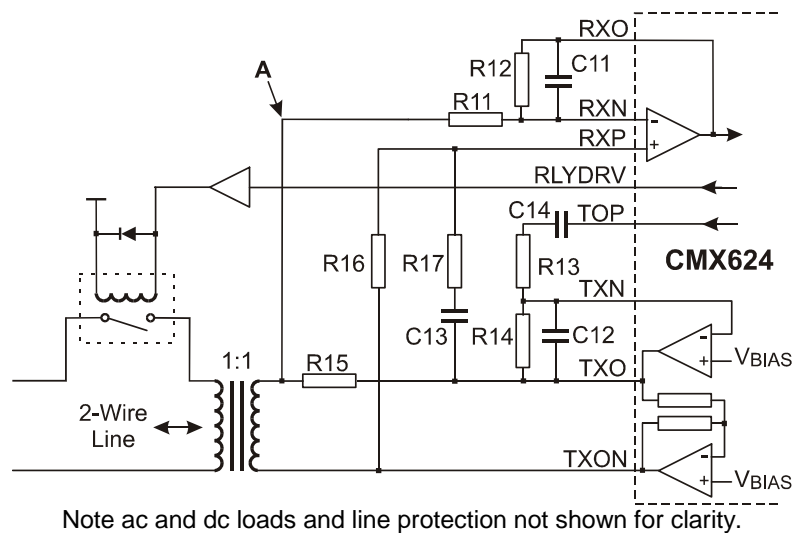 RXO
A
R12
C11
R11
RXN
-
RXP
+
RLYDRV
C14
TOP
R16
R17
R13
CMX624
TXN
C13
R14
C12
-
1:1
R15
TXO
+
VBIAS
2-Wire
Line
-
TXON
+
VBIAS
Note ac and dc loads and line protection not shown for clarity.